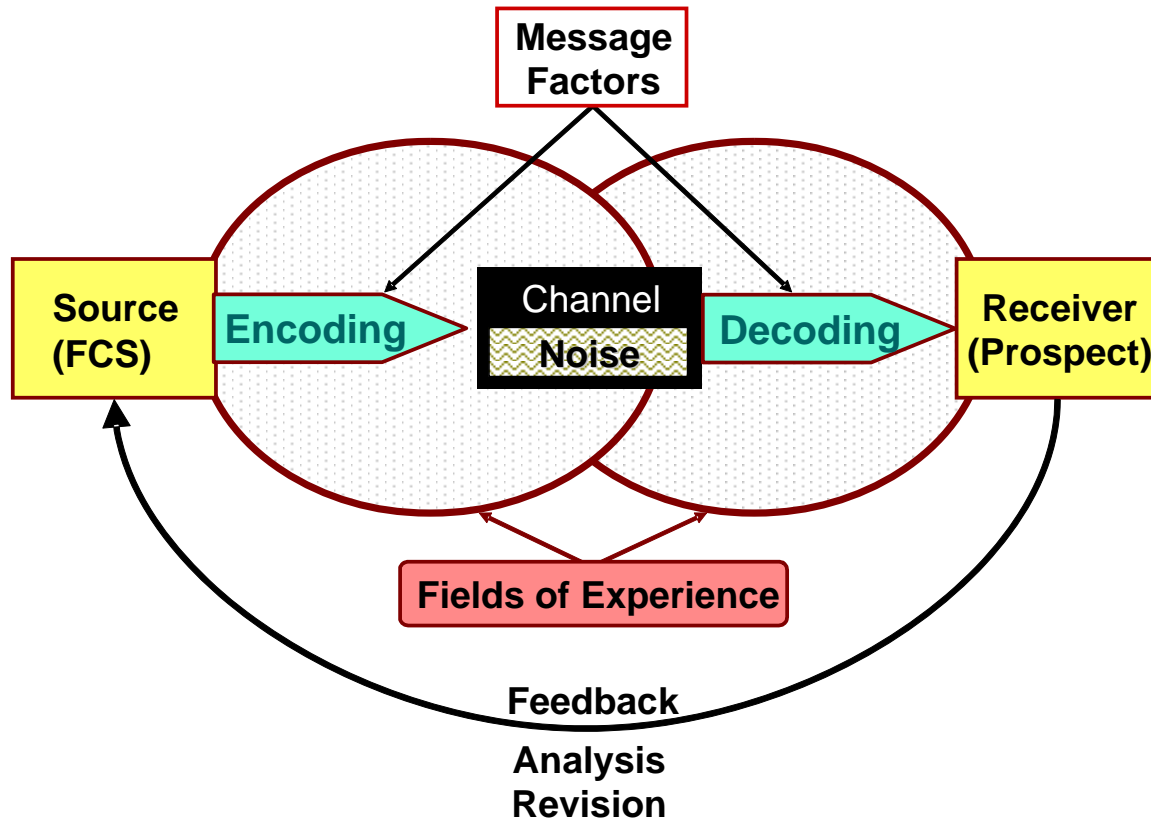 Message
Factors
Source
(FCS)
Encoding
Channel
Noise
Decoding
Receiver
(Prospect)
Fields of Experience
Feedback
Analysis
Revision